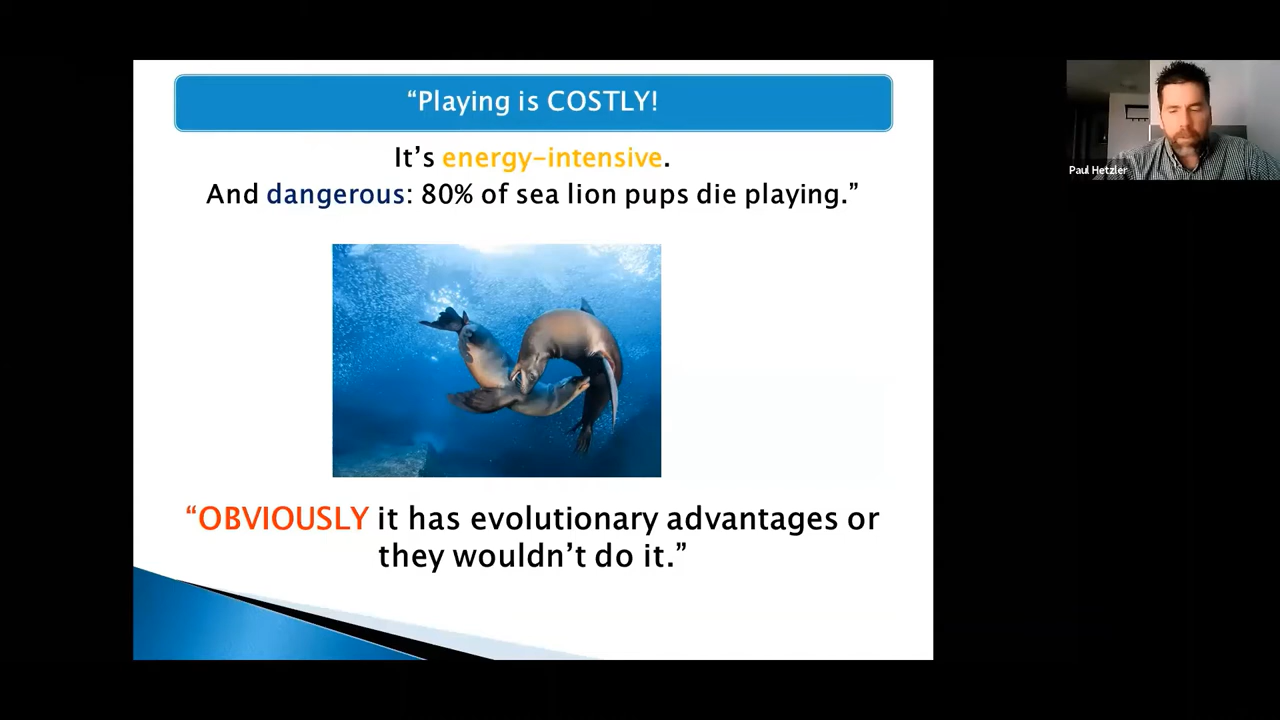 “Playing is COSTLY!
It’s energy-intensive.
And dangerous: 80% of sea lion pups die playing.”
Paul Hetzler
“OBVIOUSLY it has evolutionary advantages or
they wouldn’t do it.”